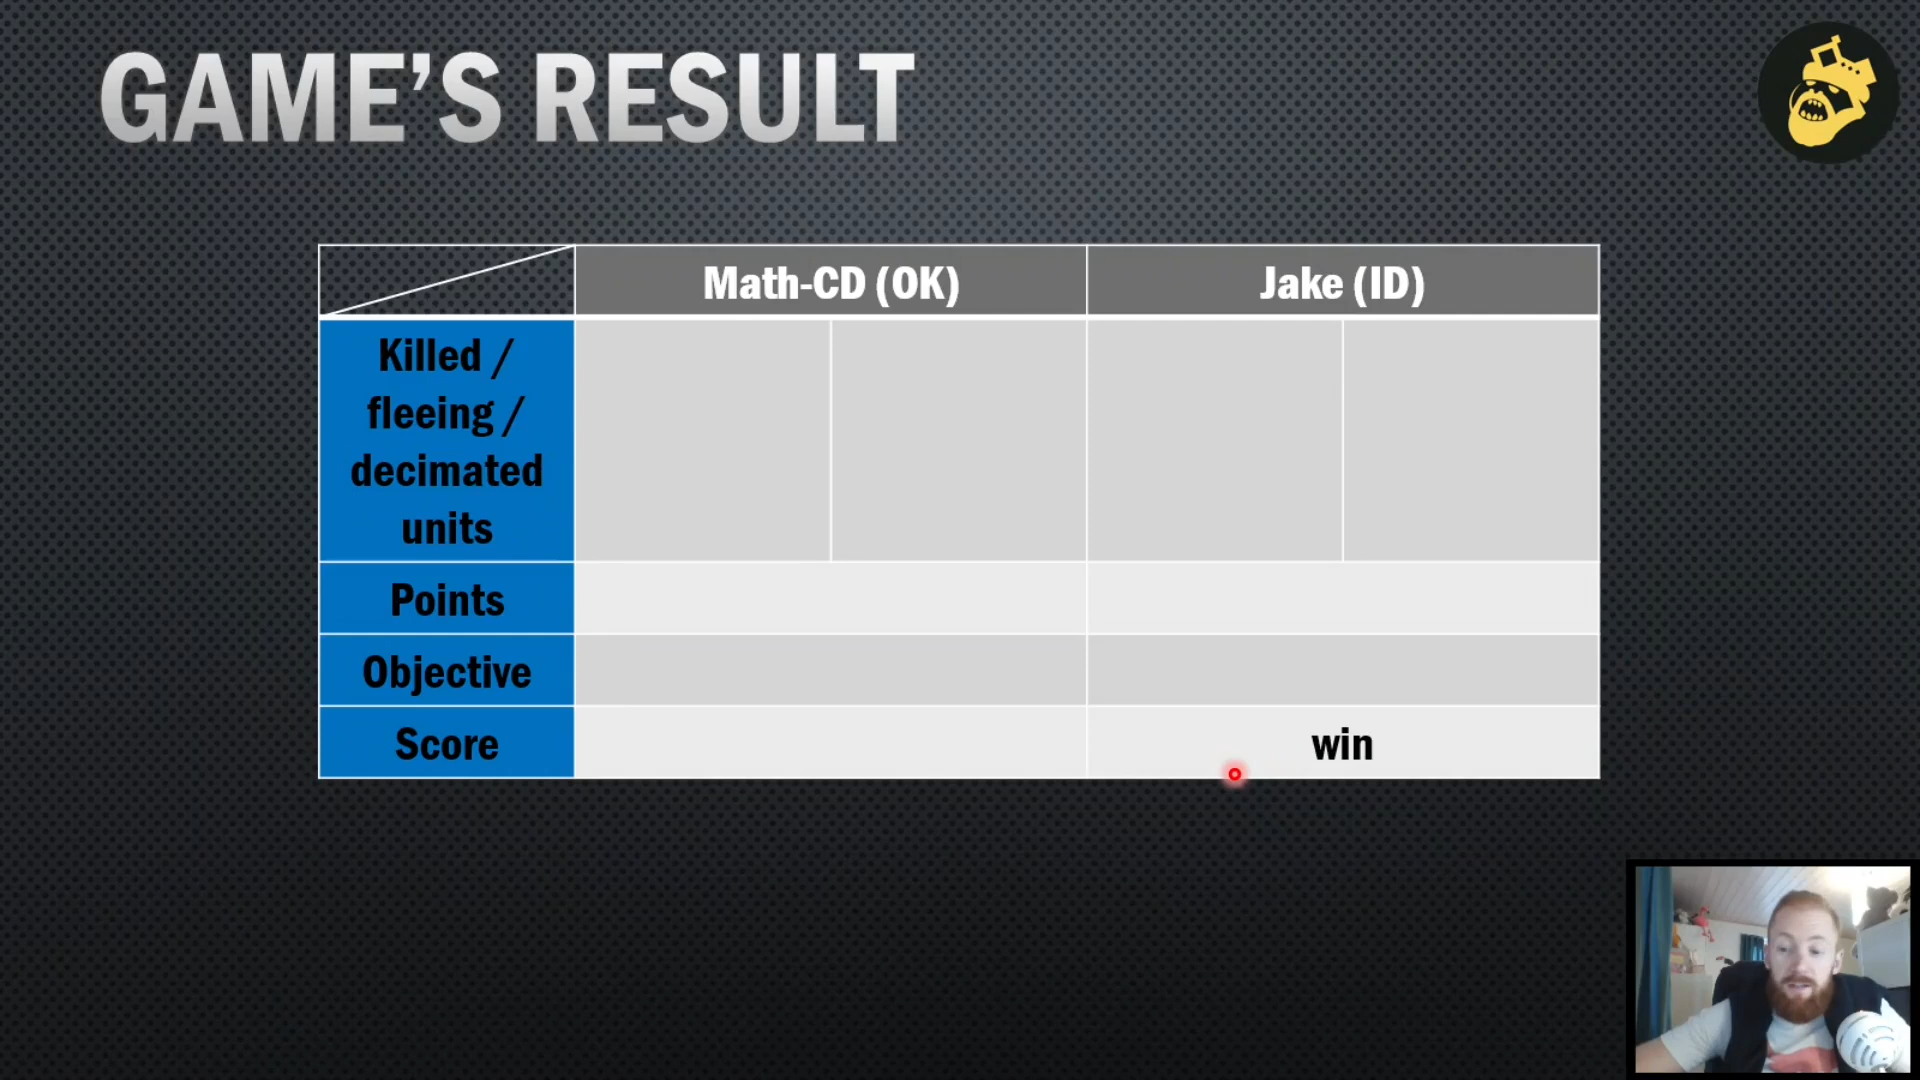 GAME’S RESULT
Math-CD (OK)
Jake (ID)
Killed /
fleeing /
decimated
units
Points
Objective
Score
win